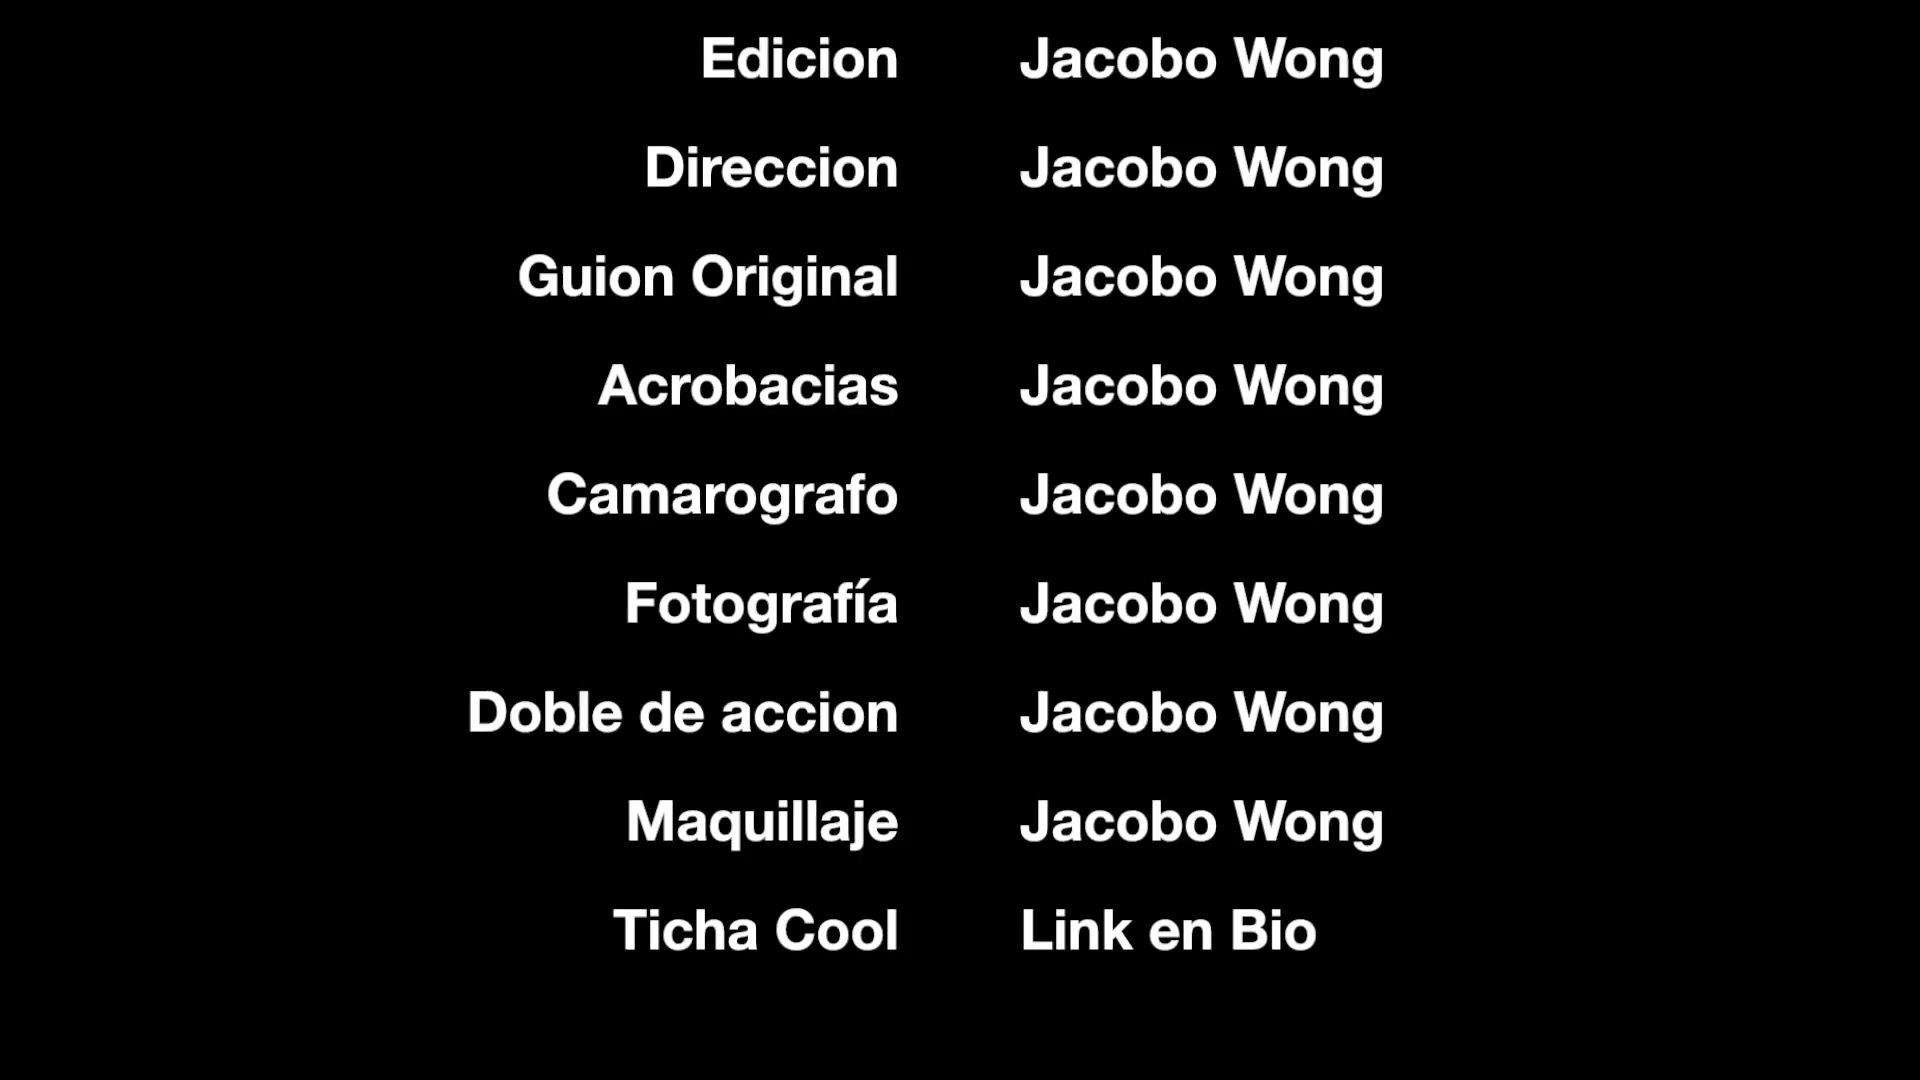 Edicion Jacobo Wong
Direccion Jacobo Wong
Guion Original Jacobo Wong
Acrobacias Jacobo Wong
Camarografo Jacobo Wong
Fotografía Jacobo Wong
Doble de accion Jacobo Wong
Maquillaje Jacobo Wong
Ticha Cool Link en Bio